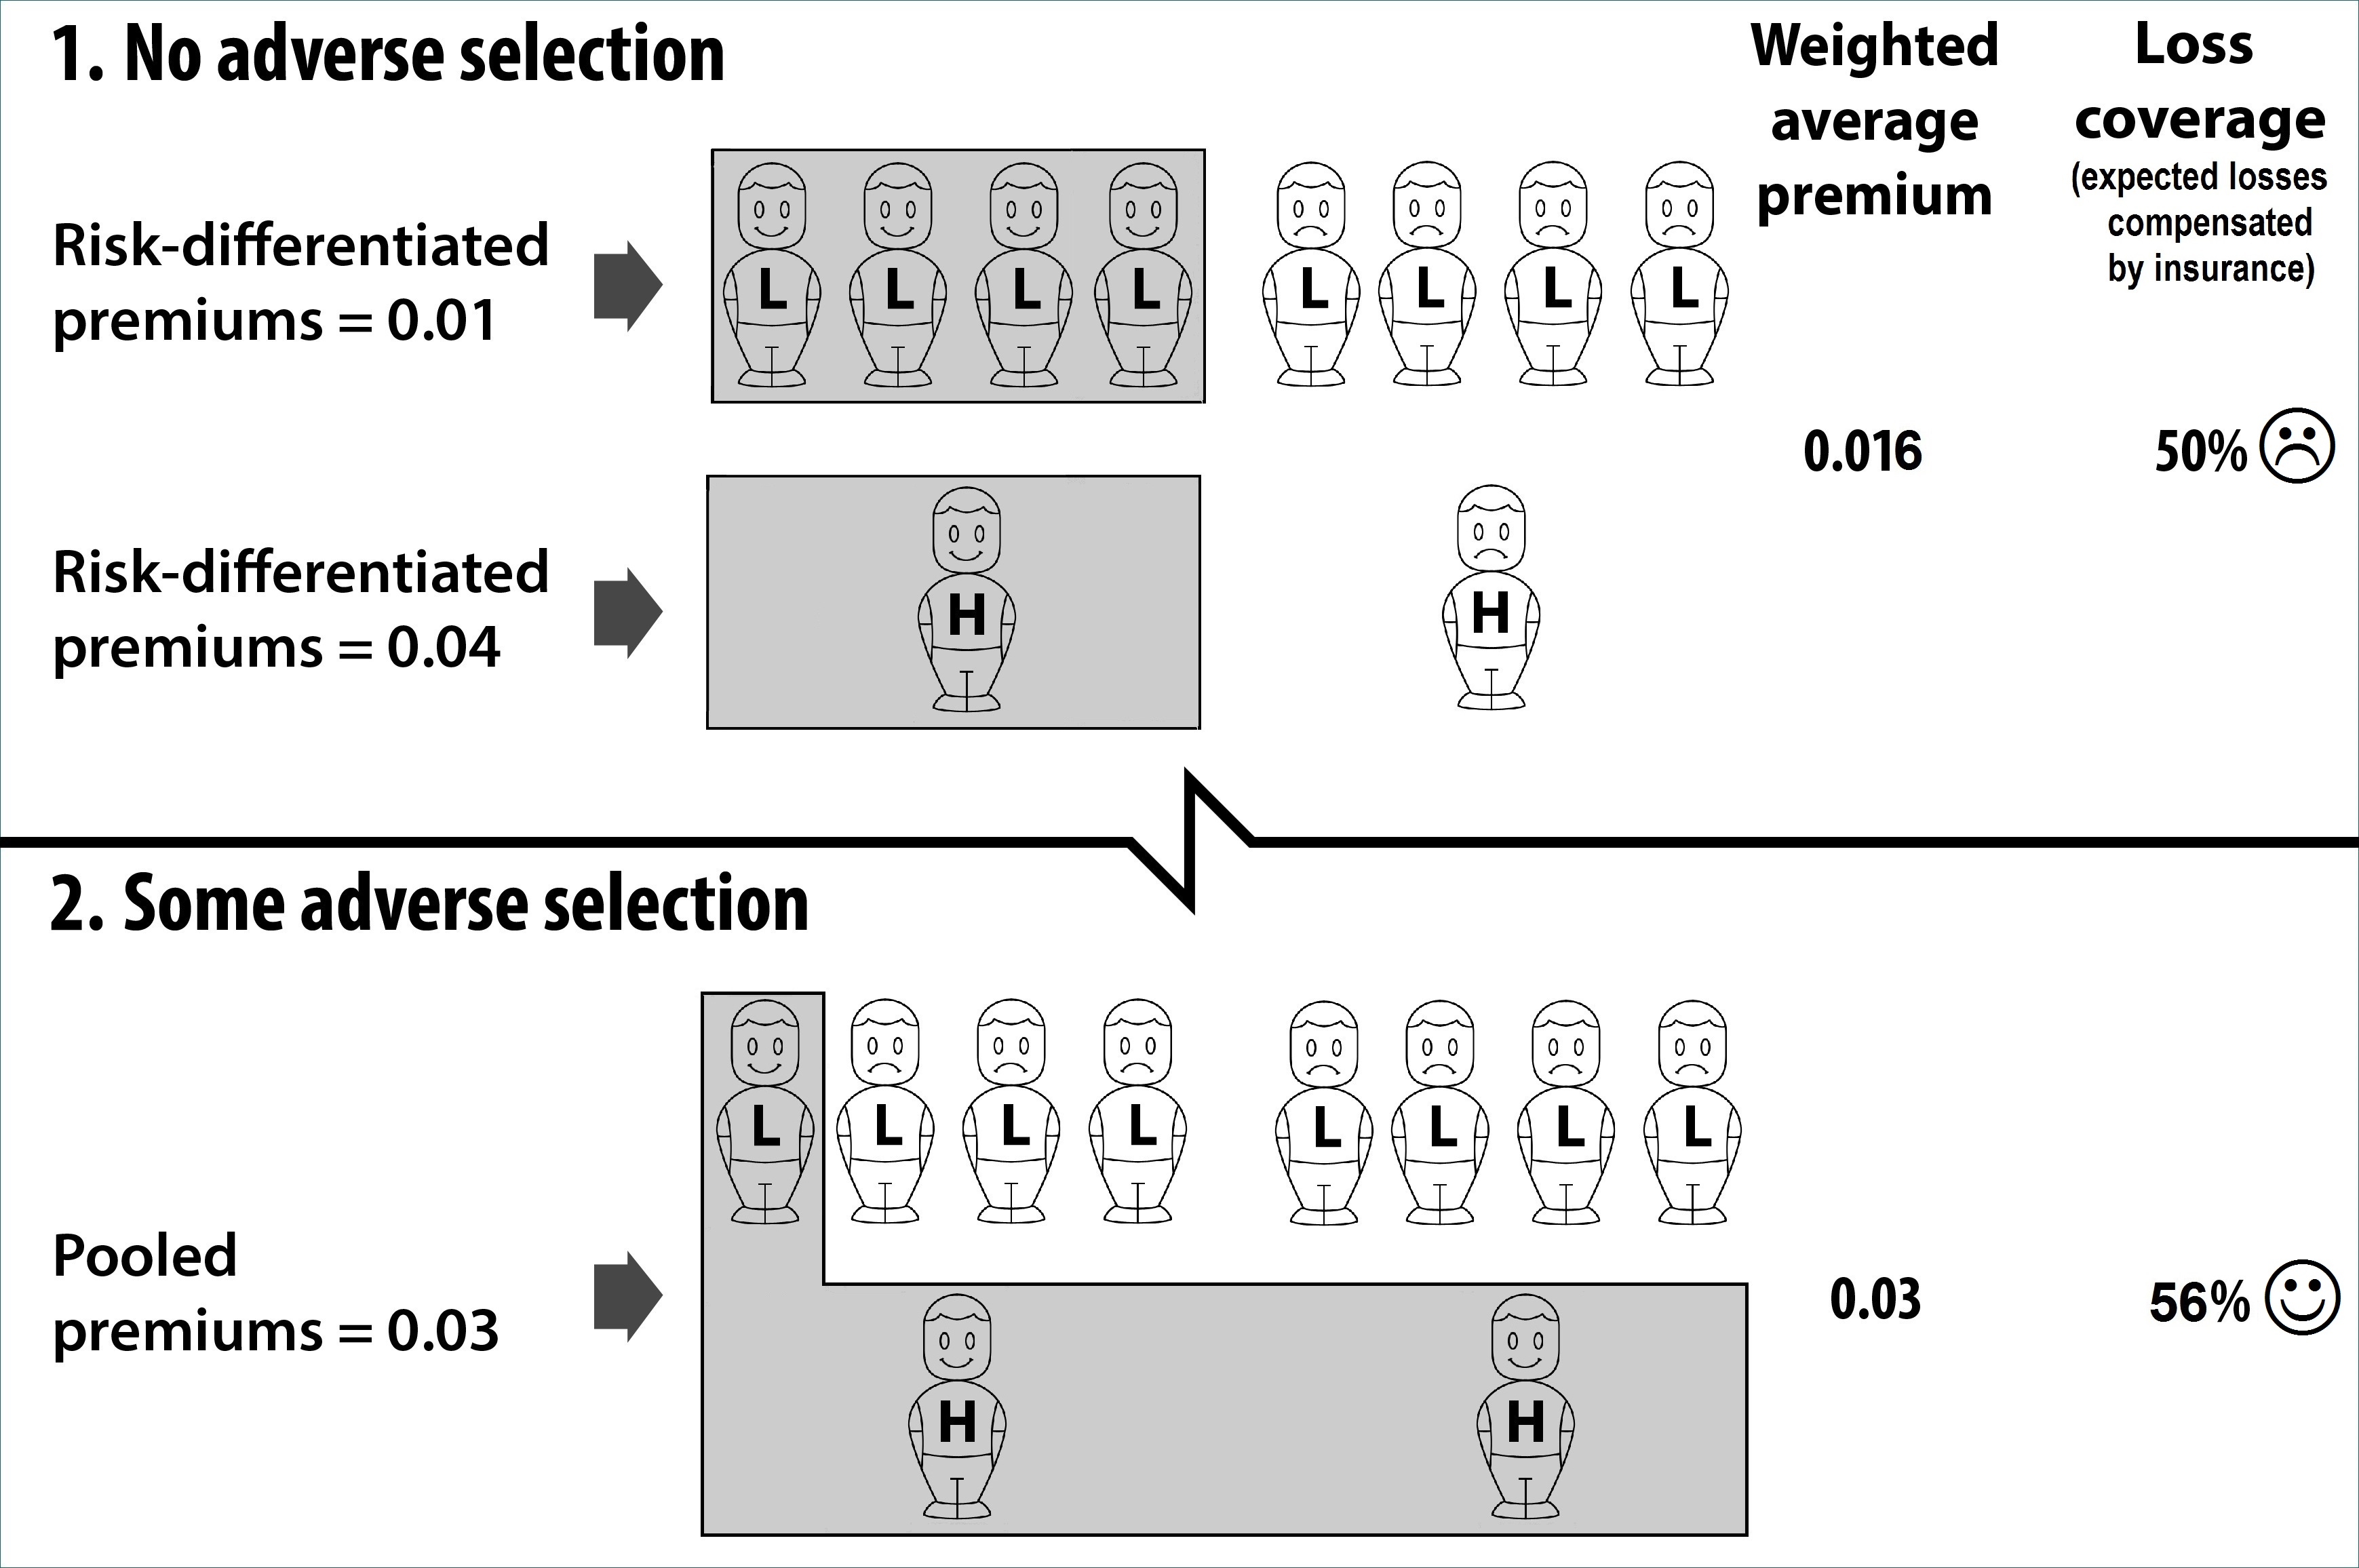 1. No adverse selection
Weighted
average
premium
Loss
coverage
(expected losses
compensated
by insurance)
Risk-differentiated
premiums = 0.01
L L L L L L L L
0.016
50%
Risk-differentiated
premiums = 0.04
H H
2. Some adverse selection
L L L L L L L L
Pooled
premiums = 0.03
0.03
56%
H H